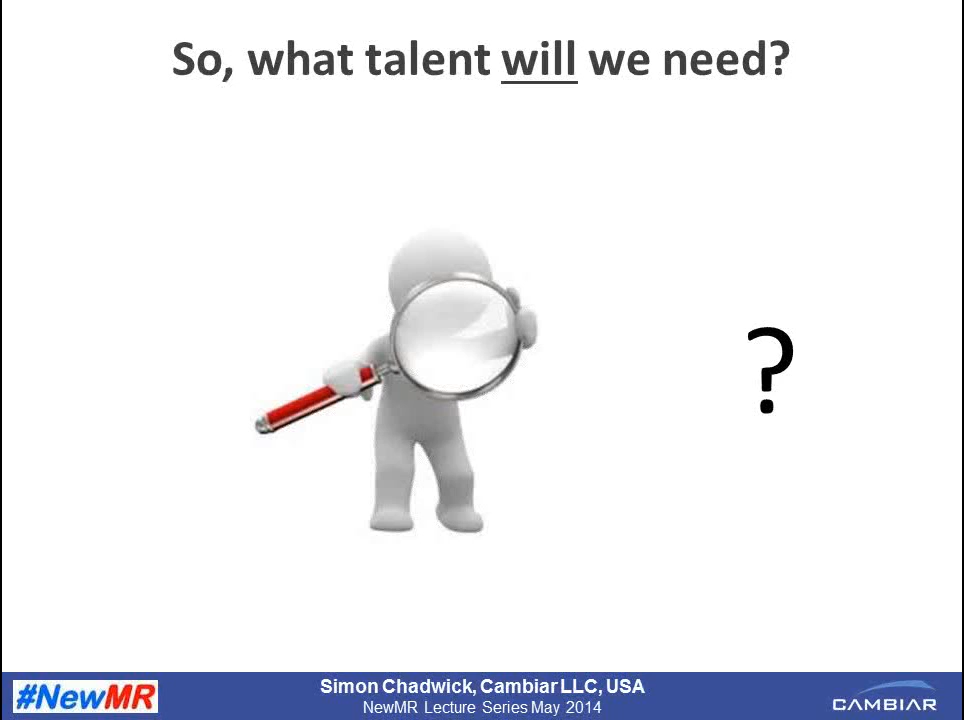 So, what talent will we need?
?
#NewMR
Simon Chadwick, Cambiar LLC, USA
NewMR Lecture Series May 2014
CAMBIAR